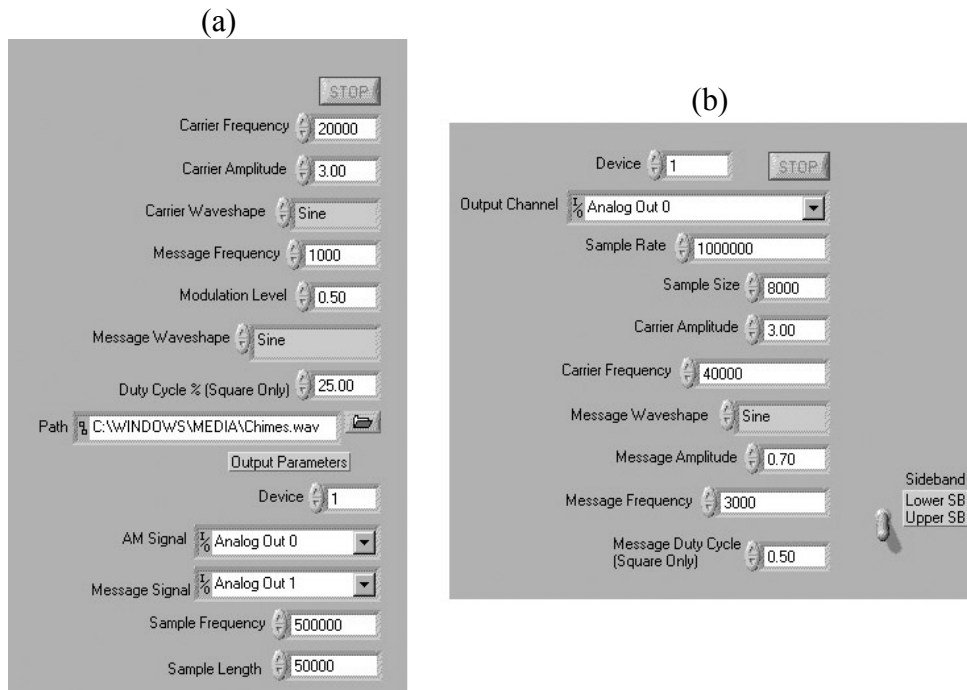 (a)
STOP
Carrier Frequency 20000
Carrier Amplitude 3.00
Carrier Waveshape Sine
Message Frequency 1000
Modulation Level 0.50
Message Waveshape Sine
Duty Cycle % (Square Only) 25.00
Path C:\WINDOWS\MEDIA\Chimes.wav
Output Parameters
Device 1
AM Signal I/O Analog Out 0
Message Signal I/O Analog Out 1
Sample Frequency 500000
Sample Length 50000
(b)
Device 1 STOP
Output Channel I/O Analog Out 0
Sample Rate 1000000
Sample Size 8000
Carrier Amplitude 3.00
Carrier Frequency 40000
Message Waveshape Sine
Message Amplitude 0.70
Message Frequency 3000
Message Duty Cycle
(Square Only) 0.50
Sideband
Lower SB
Upper SB